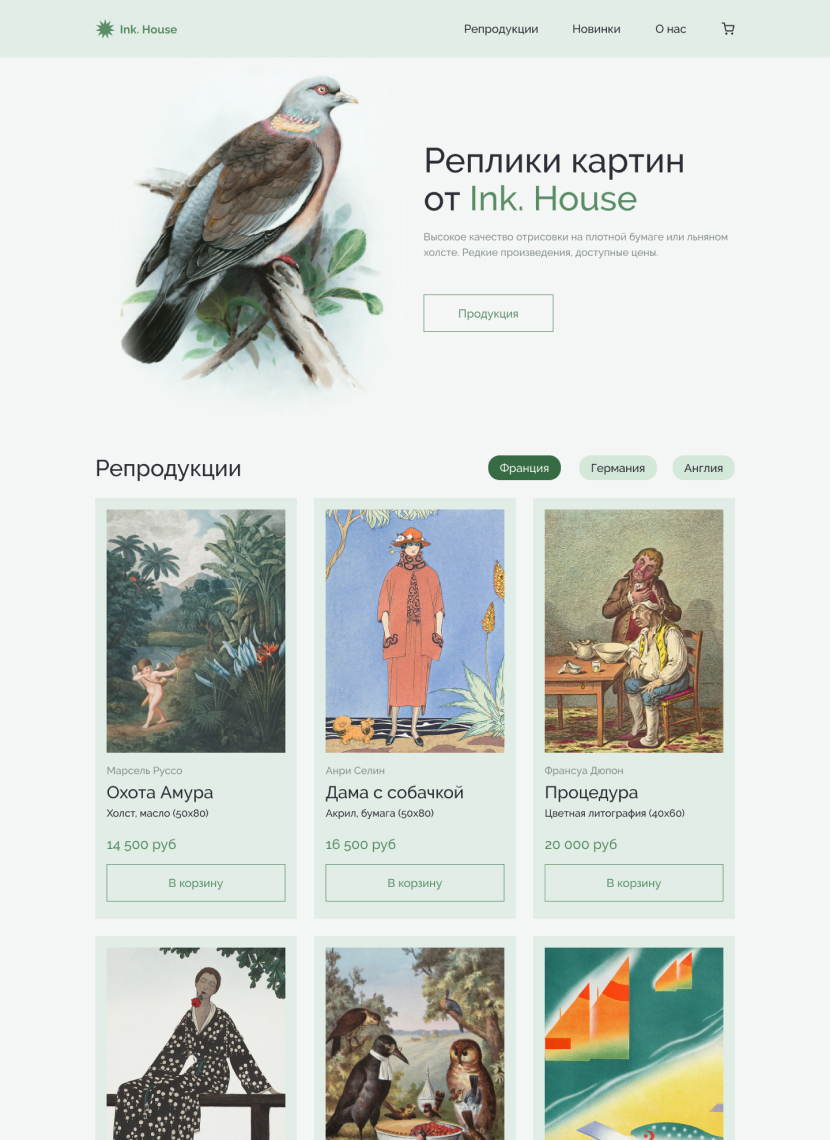 Ink. House
Репродукции
Новинки
О нас
Реплики картин
от Ink. House
Высокое качество отрисовки на плотной бумаге или льняном
холсте. Редкие произведения, доступные цены.
Продукция
Репродукции
Франция
Германия
Англия
Марсель Руссо
Охота Амура
Холст, масло (50х80)
14 500 руб
В корзину
Анри Селин
Дама с собачкой
Акрил, бумага (50х80)
16 500 руб
В корзину
Франсуа Дюпон
Процедура
Цветная литография (40х60)
20 000 руб
В корзину